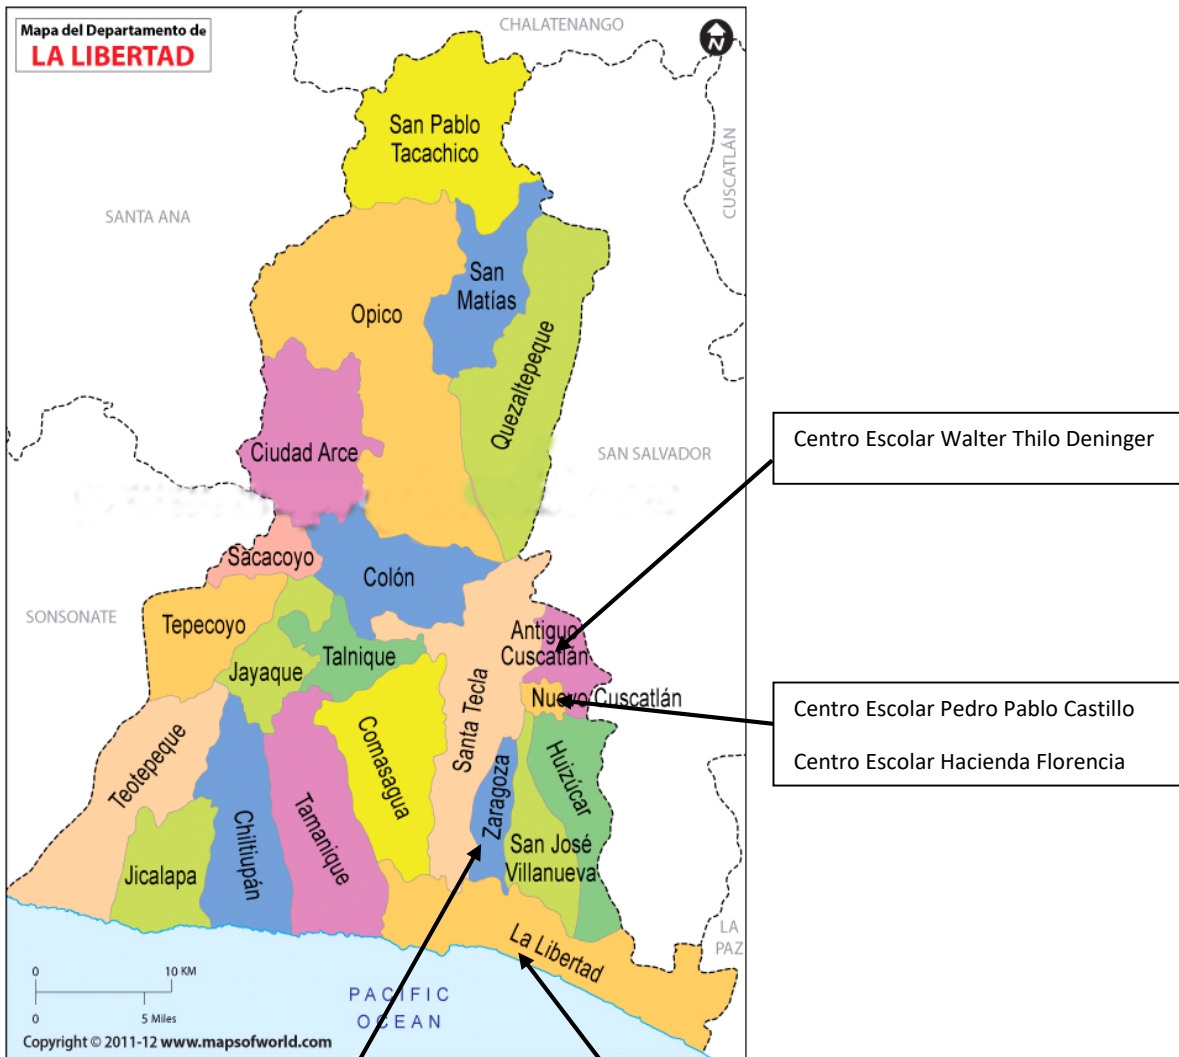 Mapa del Departamento de
LA LIBERTAD
CHALATENANGO
N
San Pablo
Tacachico
CUSCATLÁN
SANTA ANA
San
Matías
Opico
Quezaltepeque
Ciudad Arce
SAN SALVADOR
Centro Escolar Walter Thilo Deninger
Sacacoyo
Colón
SONSONATE
Tepecoyo
Antiguo
Cuscatlán
Talnique
Jayaque
Nuevo Cuscatlán
Centro Escolar Pedro Pablo Castillo
Centro Escolar Hacienda Florencia
Santa Tecla
Comasagua
Huizúcar
Teotepeque
Zaragoza
Tamanique
Chiltiupán
San José
Villanueva
Jicalapa
La Libertad
LA
PAZ
0 10 KM
0 5 Miles
PACIFIC
OCEAN
Copyright © 2011-12 www.mapsofworld.com